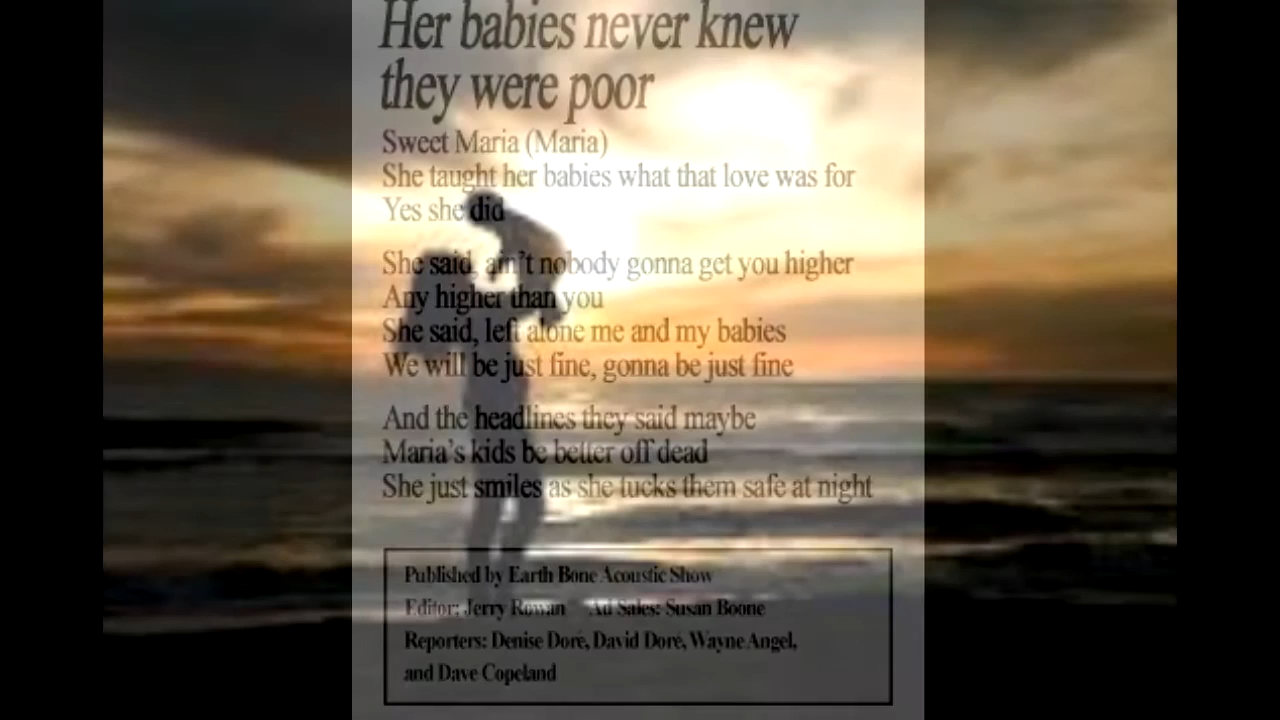 Her babies never knew
they were poor
Sweet Maria (Maria)
She taught her babies what that love was for
Yes she did
She said, ain't nobody gonna get you higher
Any higher than you
She said, left alone me and my babies
We will be just fine, gonna be just fine
And the headlines they said maybe
Maria's kids be better off dead
She just smiles as she tucks them safe at night
Published by Earth Bone Acoustic Show
Editor: Jerry Rowan Ad Sales: Susan Boone
Reporters: Denise Doré, David Doré, Wayne Angel,
and Dave Copeland